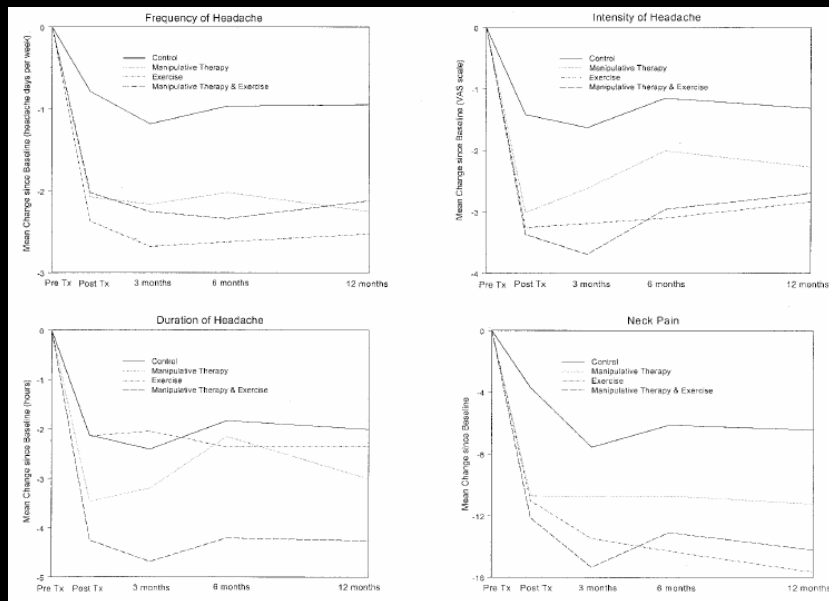 Frequency of Headache
Mean Change since Baseline (headache days per week)
0
-1
-2
-3
Control
Manipulative Therapy
Exercise
Manipulative Therapy & Exercise
Pre Tx Post Tx 3 months 6 months 12 months
Intensity of Headache
Mean Change since Baseline (VAS scale)
0
-1
-2
-3
-4
Control
Manipulative Therapy
Exercise
Manipulative Therapy & Exercise
Pre Tx Post Tx 3 months 6 months 12 months
Duration of Headache
Mean Change since Baseline (hours)
0
-1
-2
-3
-4
-5
Control
Manipulative Therapy
Exercise
Manipulative Therapy & Exercise
Pre Tx Post Tx 3 months 6 months 12 months
Neck Pain
Mean Change since Baseline
0
-4
-8
-12
-16
Control
Manipulative Therapy
Exercise
Manipulative Therapy & Exercise
Pre Tx Post Tx 3 months 6 months 12 months